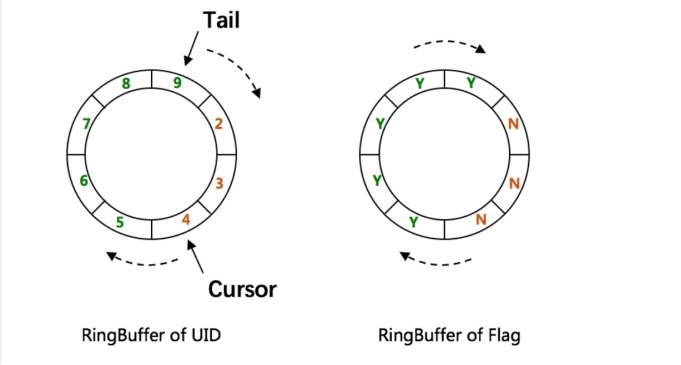 Tail
8 9
7 2
6 3
5 4
Cursor
RingBuffer of UID
Y Y
Y N
Y N
Y N
RingBuffer of Flag